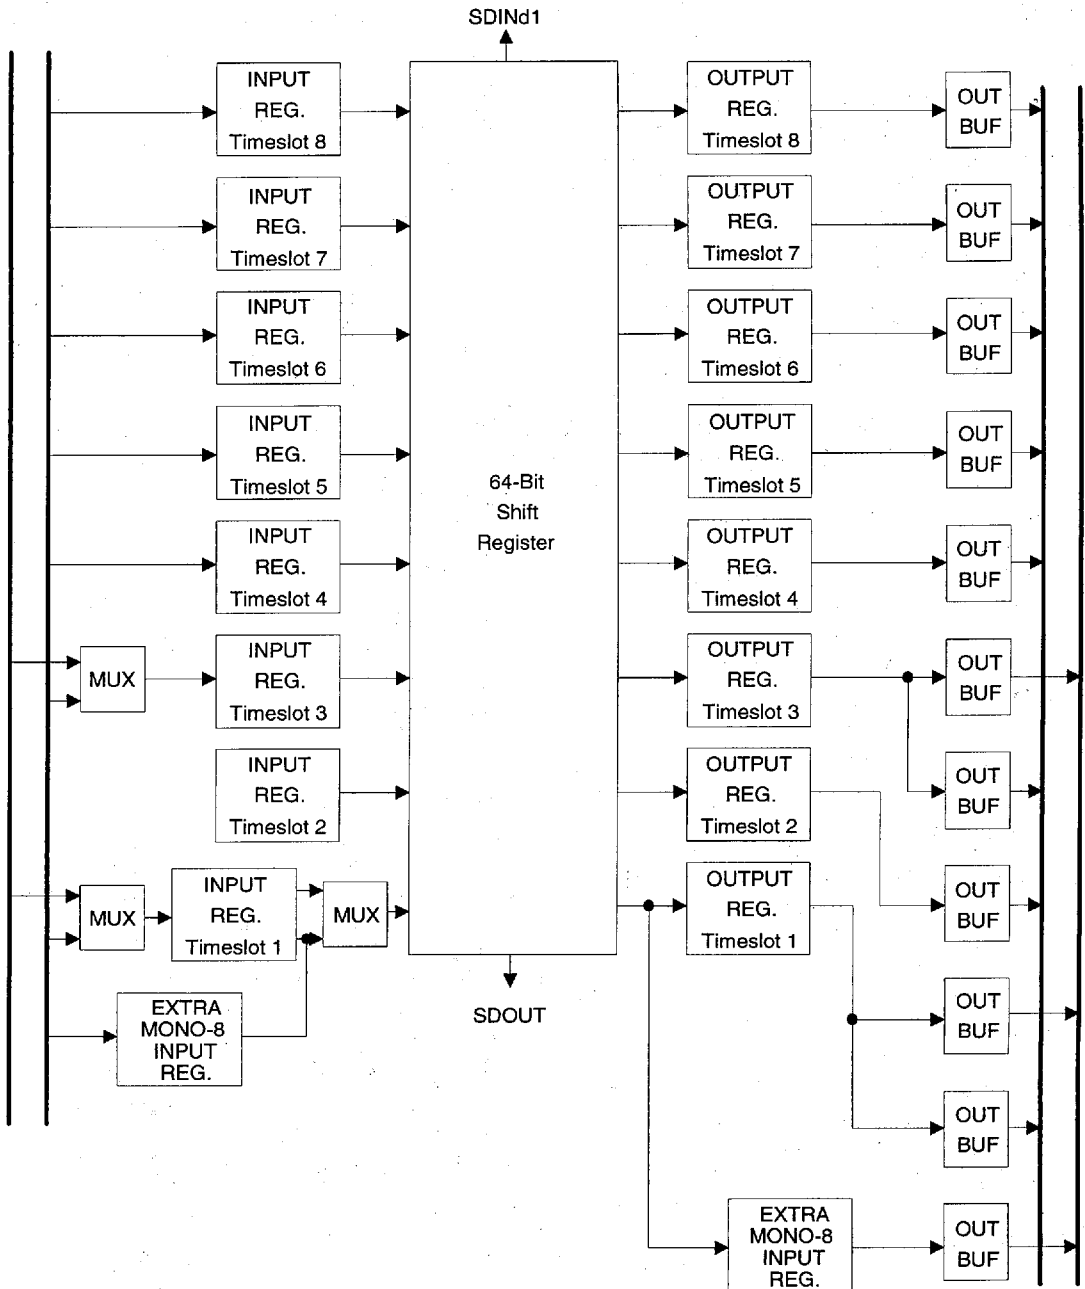 SDINd1
INPUT
REG.
Timeslot 8
OUTPUT
REG.
Timeslot 8
OUT
BUF
INPUT
REG.
Timeslot 7
OUTPUT
REG.
Timeslot 7
OUT
BUF
INPUT
REG.
Timeslot 6
OUTPUT
REG.
Timeslot 6
OUT
BUF
INPUT
REG.
Timeslot 5
64-Bit
Shift
Register
OUTPUT
REG.
Timeslot 5
OUT
BUF
INPUT
REG.
Timeslot 4
OUTPUT
REG.
Timeslot 4
OUT
BUF
MUX
INPUT
REG.
Timeslot 3
OUTPUT
REG.
Timeslot 3
OUT
BUF
INPUT
REG.
Timeslot 2
OUTPUT
REG.
Timeslot 2
OUT
BUF
MUX
INPUT
REG.
Timeslot 1
MUX
OUTPUT
REG.
Timeslot 1
OUT
BUF
EXTRA
MONO-8
INPUT
REG.
SDOUT
OUT
BUF
OUT
BUF
EXTRA
MONO-8
INPUT
REG.
OUT
BUF